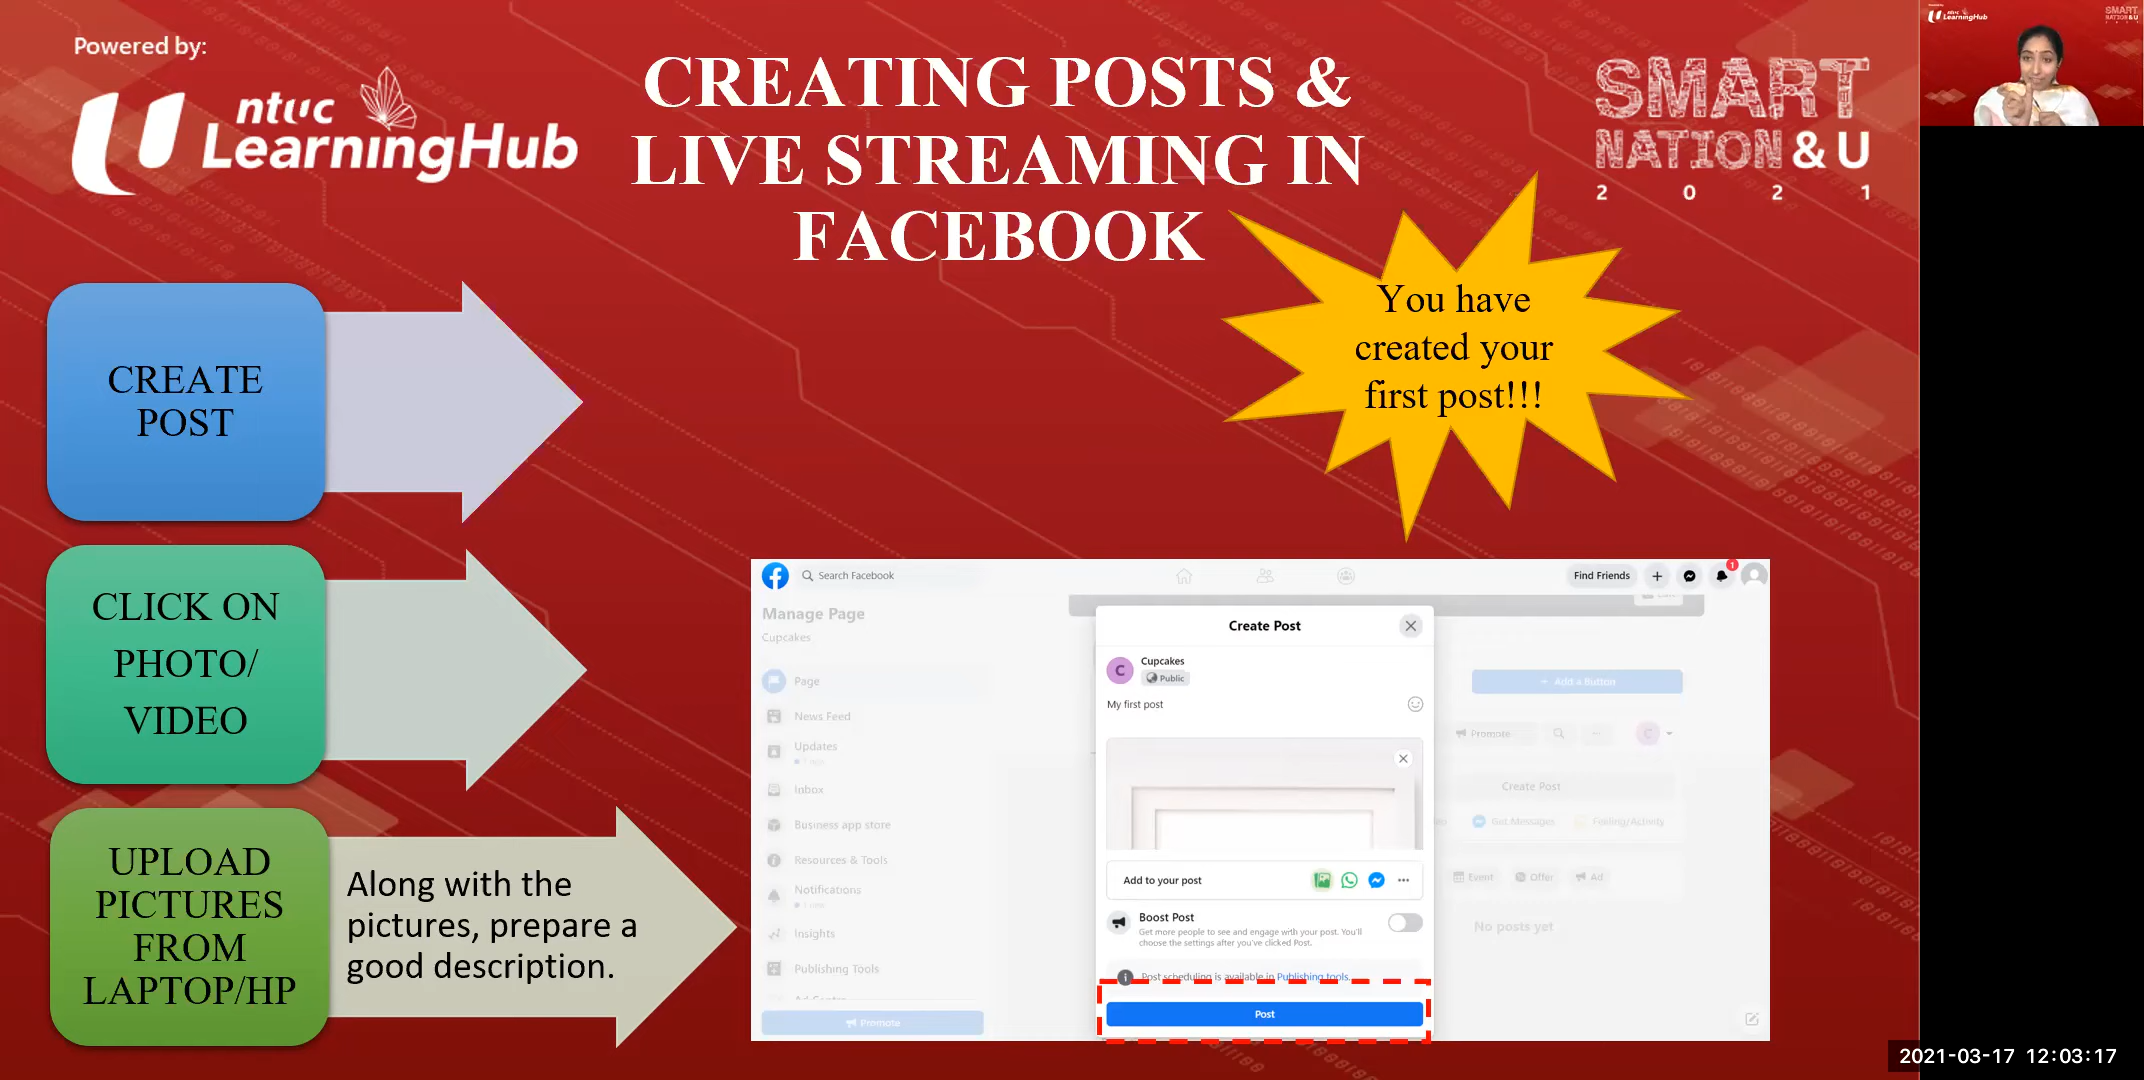 Powered by:
ntuc
LearningHub
CREATING POSTS &
LIVE STREAMING IN
FACEBOOK
SMART
NATION & U
2 0 2 1
You have
created your
first post!!!
CREATE
POST
CLICK ON
PHOTO/
VIDEO
UPLOAD
PICTURES
FROM
LAPTOP/HP
Along with the
pictures, prepare a
good description.
Search Facebook
Find Friends
1
Manage Page
Cupcakes
Page
News Feed
Updates
Inbox
Business app store
Resources & Tools
Notifications
Insights
Publishing Tools
Ad Center
Promote
Create Post
C Cupcakes
Public
My first post
Add to your post
Boost Post
Get more people to see and engage with your post. You'll
choose the settings after you've clicked Post.
Post scheduling is available in Publishing tools.
Post
+ Add a Button
Promote
C
Create Post
Get Messages
Feeling/Activity
Event
Offer
Ad
No posts yet
LearningHub
SMART
NATION & U
2021-03-17 12:03:17